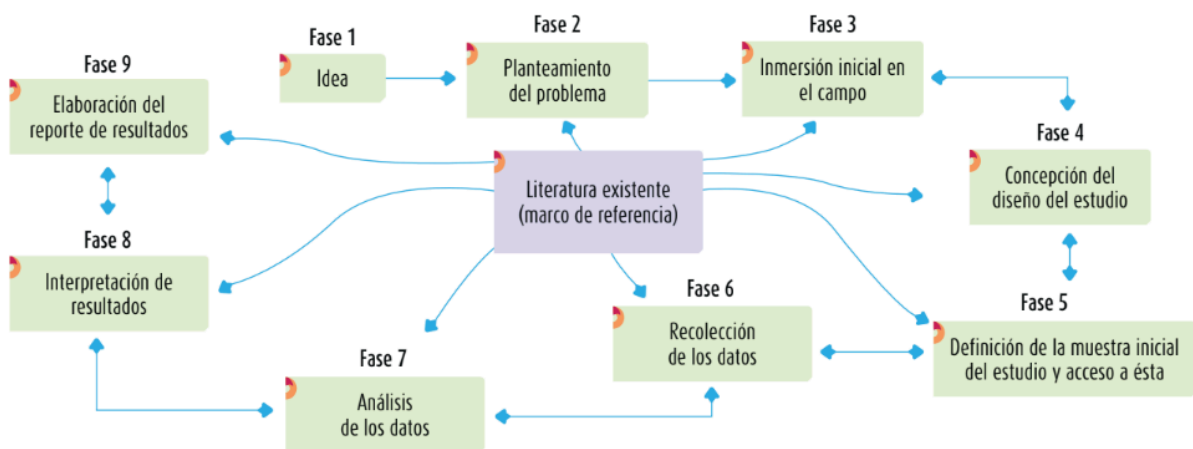 Fase 1
Idea
Fase 2
Planteamiento
del problema
Fase 3
Inmersión inicial en
el campo
Fase 4
Concepción del
diseño del estudio
Fase 5
Definición de la muestra inicial
del estudio y acceso a ésta
Fase 6
Recolección
de los datos
Fase 7
Análisis
de los datos
Fase 8
Interpretación de
resultados
Fase 9
Elaboración del
reporte de resultados
Literatura existente
(marco de referencia)